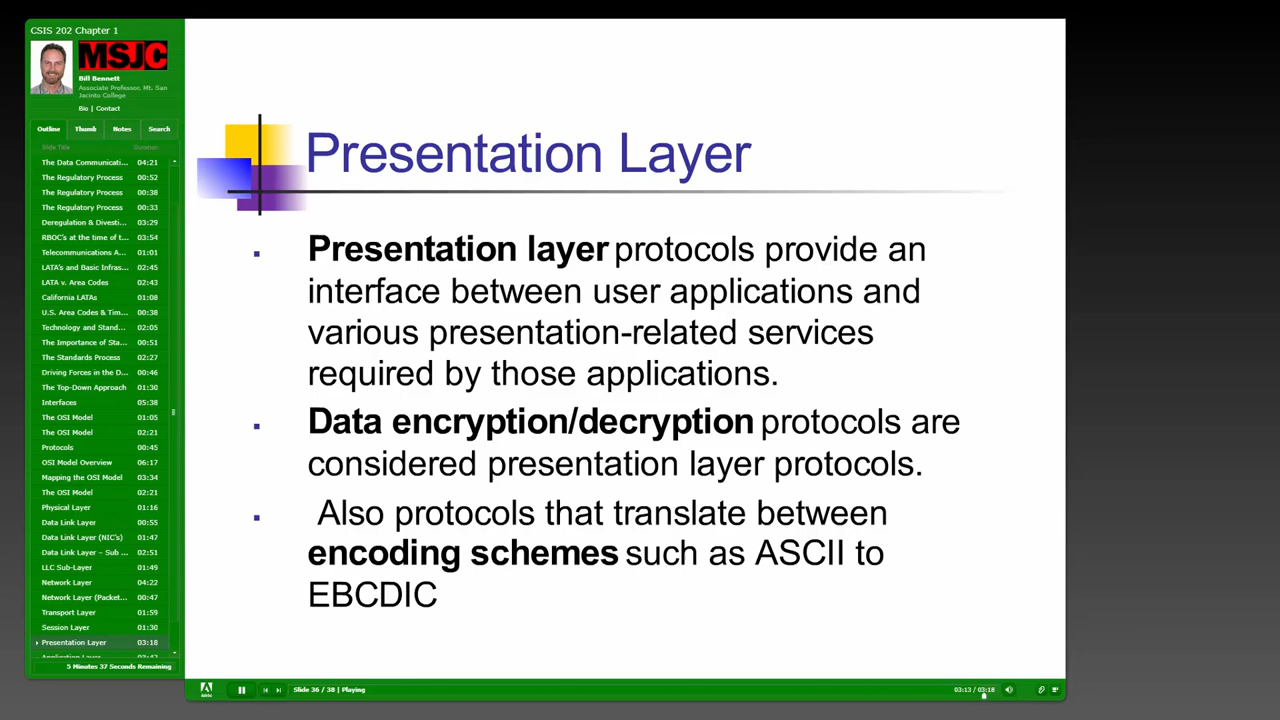 CSIS 202 Chapter 1
MSJC
Bill Bennett
Associate Professor, Mt. San
Jacinto College
Bio | Contact
Outline Thumb Notes Search
Slide Title Duration
The Data Communicati... 04:21
The Regulatory Process 00:52
The Regulatory Process 00:38
The Regulatory Process 00:33
Deregulation & Divesti... 03:29
RBOC's at the time of t... 03:54
Telecommunications A... 01:01
LATA's and Basic Infras... 02:45
LATA v. Area Codes 02:43
California LATAs 01:08
U.S. Area Codes & Tim... 00:38
Technology and Stand... 02:05
The Importance of Sta... 00:51
The Standards Process 02:27
Driving Forces in the D... 00:46
The Top-Down Approach 01:30
Interfaces 05:38
The OSI Model 01:05
The OSI Model 02:21
Protocols 00:45
OSI Model Overview 06:17
Mapping the OSI Model 03:34
The OSI Model 02:21
Physical Layer 01:16
Data Link Layer 00:55
Data Link Layer (NIC's) 01:47
Data Link Layer – Sub ... 02:51
LLC Sub-Layer 01:49
Network Layer 04:22
Network Layer (Packet... 00:47
Transport Layer 01:59
Session Layer 01:30
Presentation Layer 03:18
Application Layer 03:42
5 Minutes 37 Seconds Remaining
Presentation Layer
Presentation layer protocols provide an
interface between user applications and
various presentation-related services
required by those applications.
Data encryption/decryption protocols are
considered presentation layer protocols.
Also protocols that translate between
encoding schemes such as ASCII to
EBCDIC
Slide 36 / 38 | Playing
03:13 / 03:18